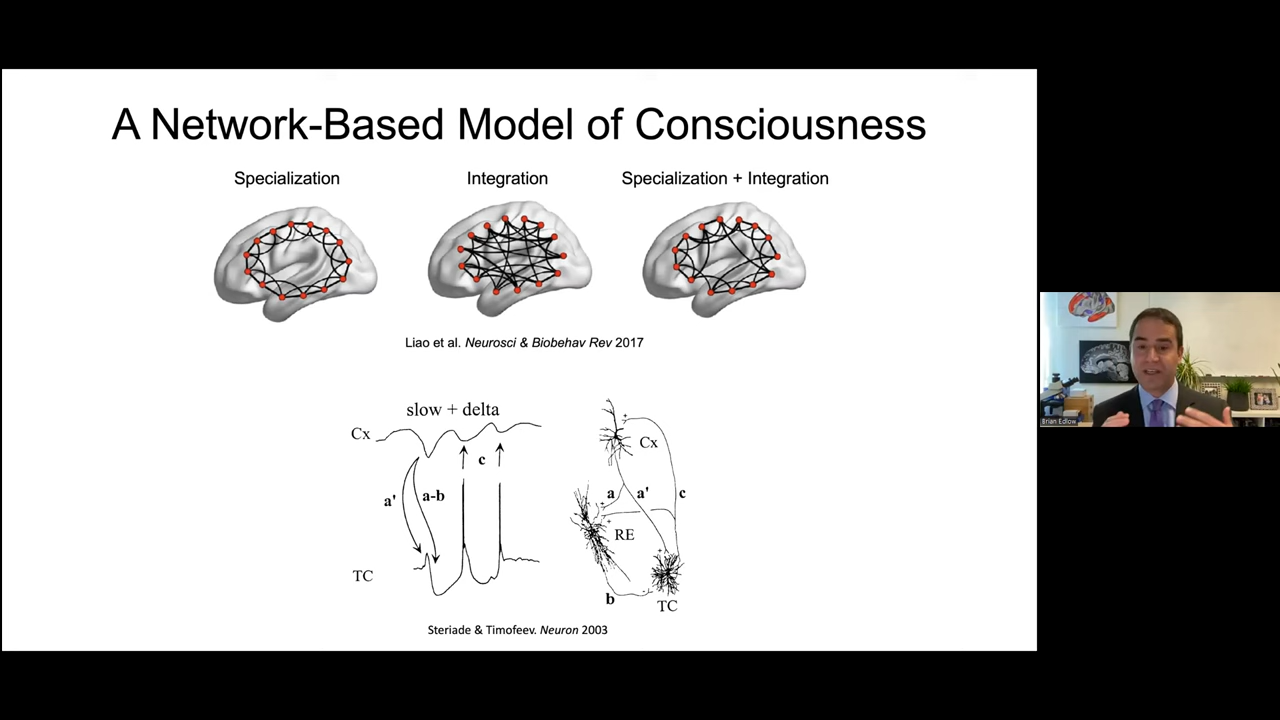 A Network-Based Model of Consciousness
Specialization
Integration
Specialization + Integration
Liao et al. Neurosci & Biobehav Rev 2017
slow + delta
Cx
c
a'
a-b
TC
Cx
a
a'
c
RE
b
TC
Steriade & Timofeev. Neuron 2003
Brian Edlow